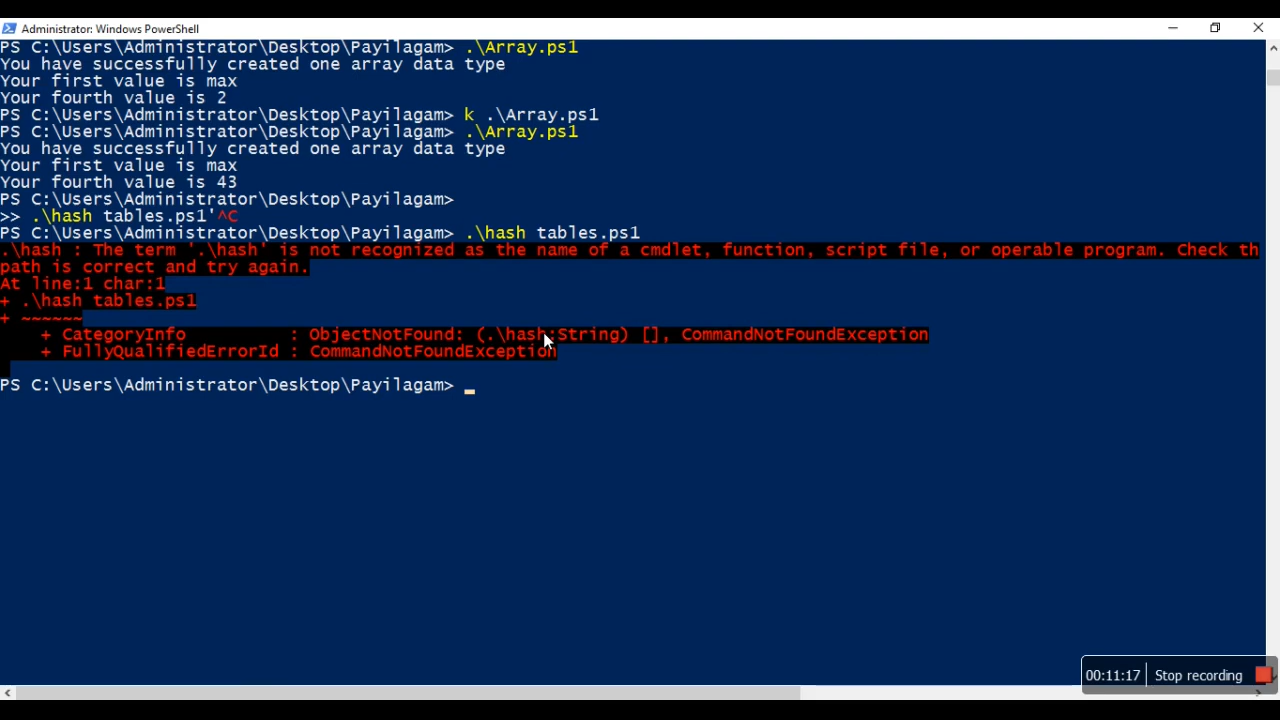 Administrator: Windows PowerShell
PS C:\Users\Administrator\Desktop\Payilagam> .\Array.ps1
You have successfully created one array data type
Your first value is max
Your fourth value is 2
PS C:\Users\Administrator\Desktop\Payilagam> k .\Array.ps1
PS C:\Users\Administrator\Desktop\Payilagam> .\Array.ps1
You have successfully created one array data type
Your first value is max
Your fourth value is 43
PS C:\Users\Administrator\Desktop\Payilagam>
>> .\hash tables.ps1'^C
PS C:\Users\Administrator\Desktop\Payilagam> .\hash tables.ps1
.\hash : The term '.\hash' is not recognized as the name of a cmdlet, function, script file, or operable program. Check th
path is correct and try again.
At line:1 char:1
+ .\hash tables.ps1
+ ~~~~~~
+ CategoryInfo : ObjectNotFound: (.\hash:String) [], CommandNotFoundException
+ FullyQualifiedErrorId : CommandNotFoundException
PS C:\Users\Administrator\Desktop\Payilagam>
00:11:17 Stop recording